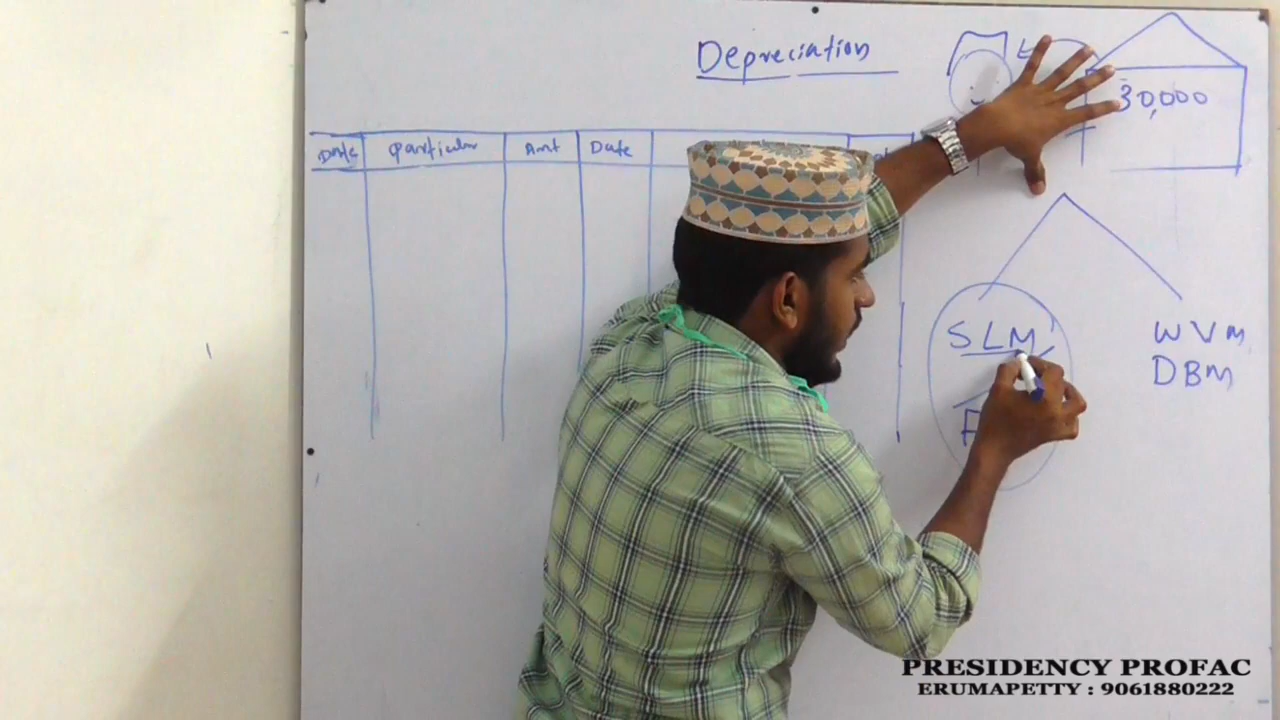 Depreciation
30,000
Date Particular Amt Date
SLM WVM
DBM
F
PRESIDENCY PROFAC
ERUMAPETTY : 9061880222